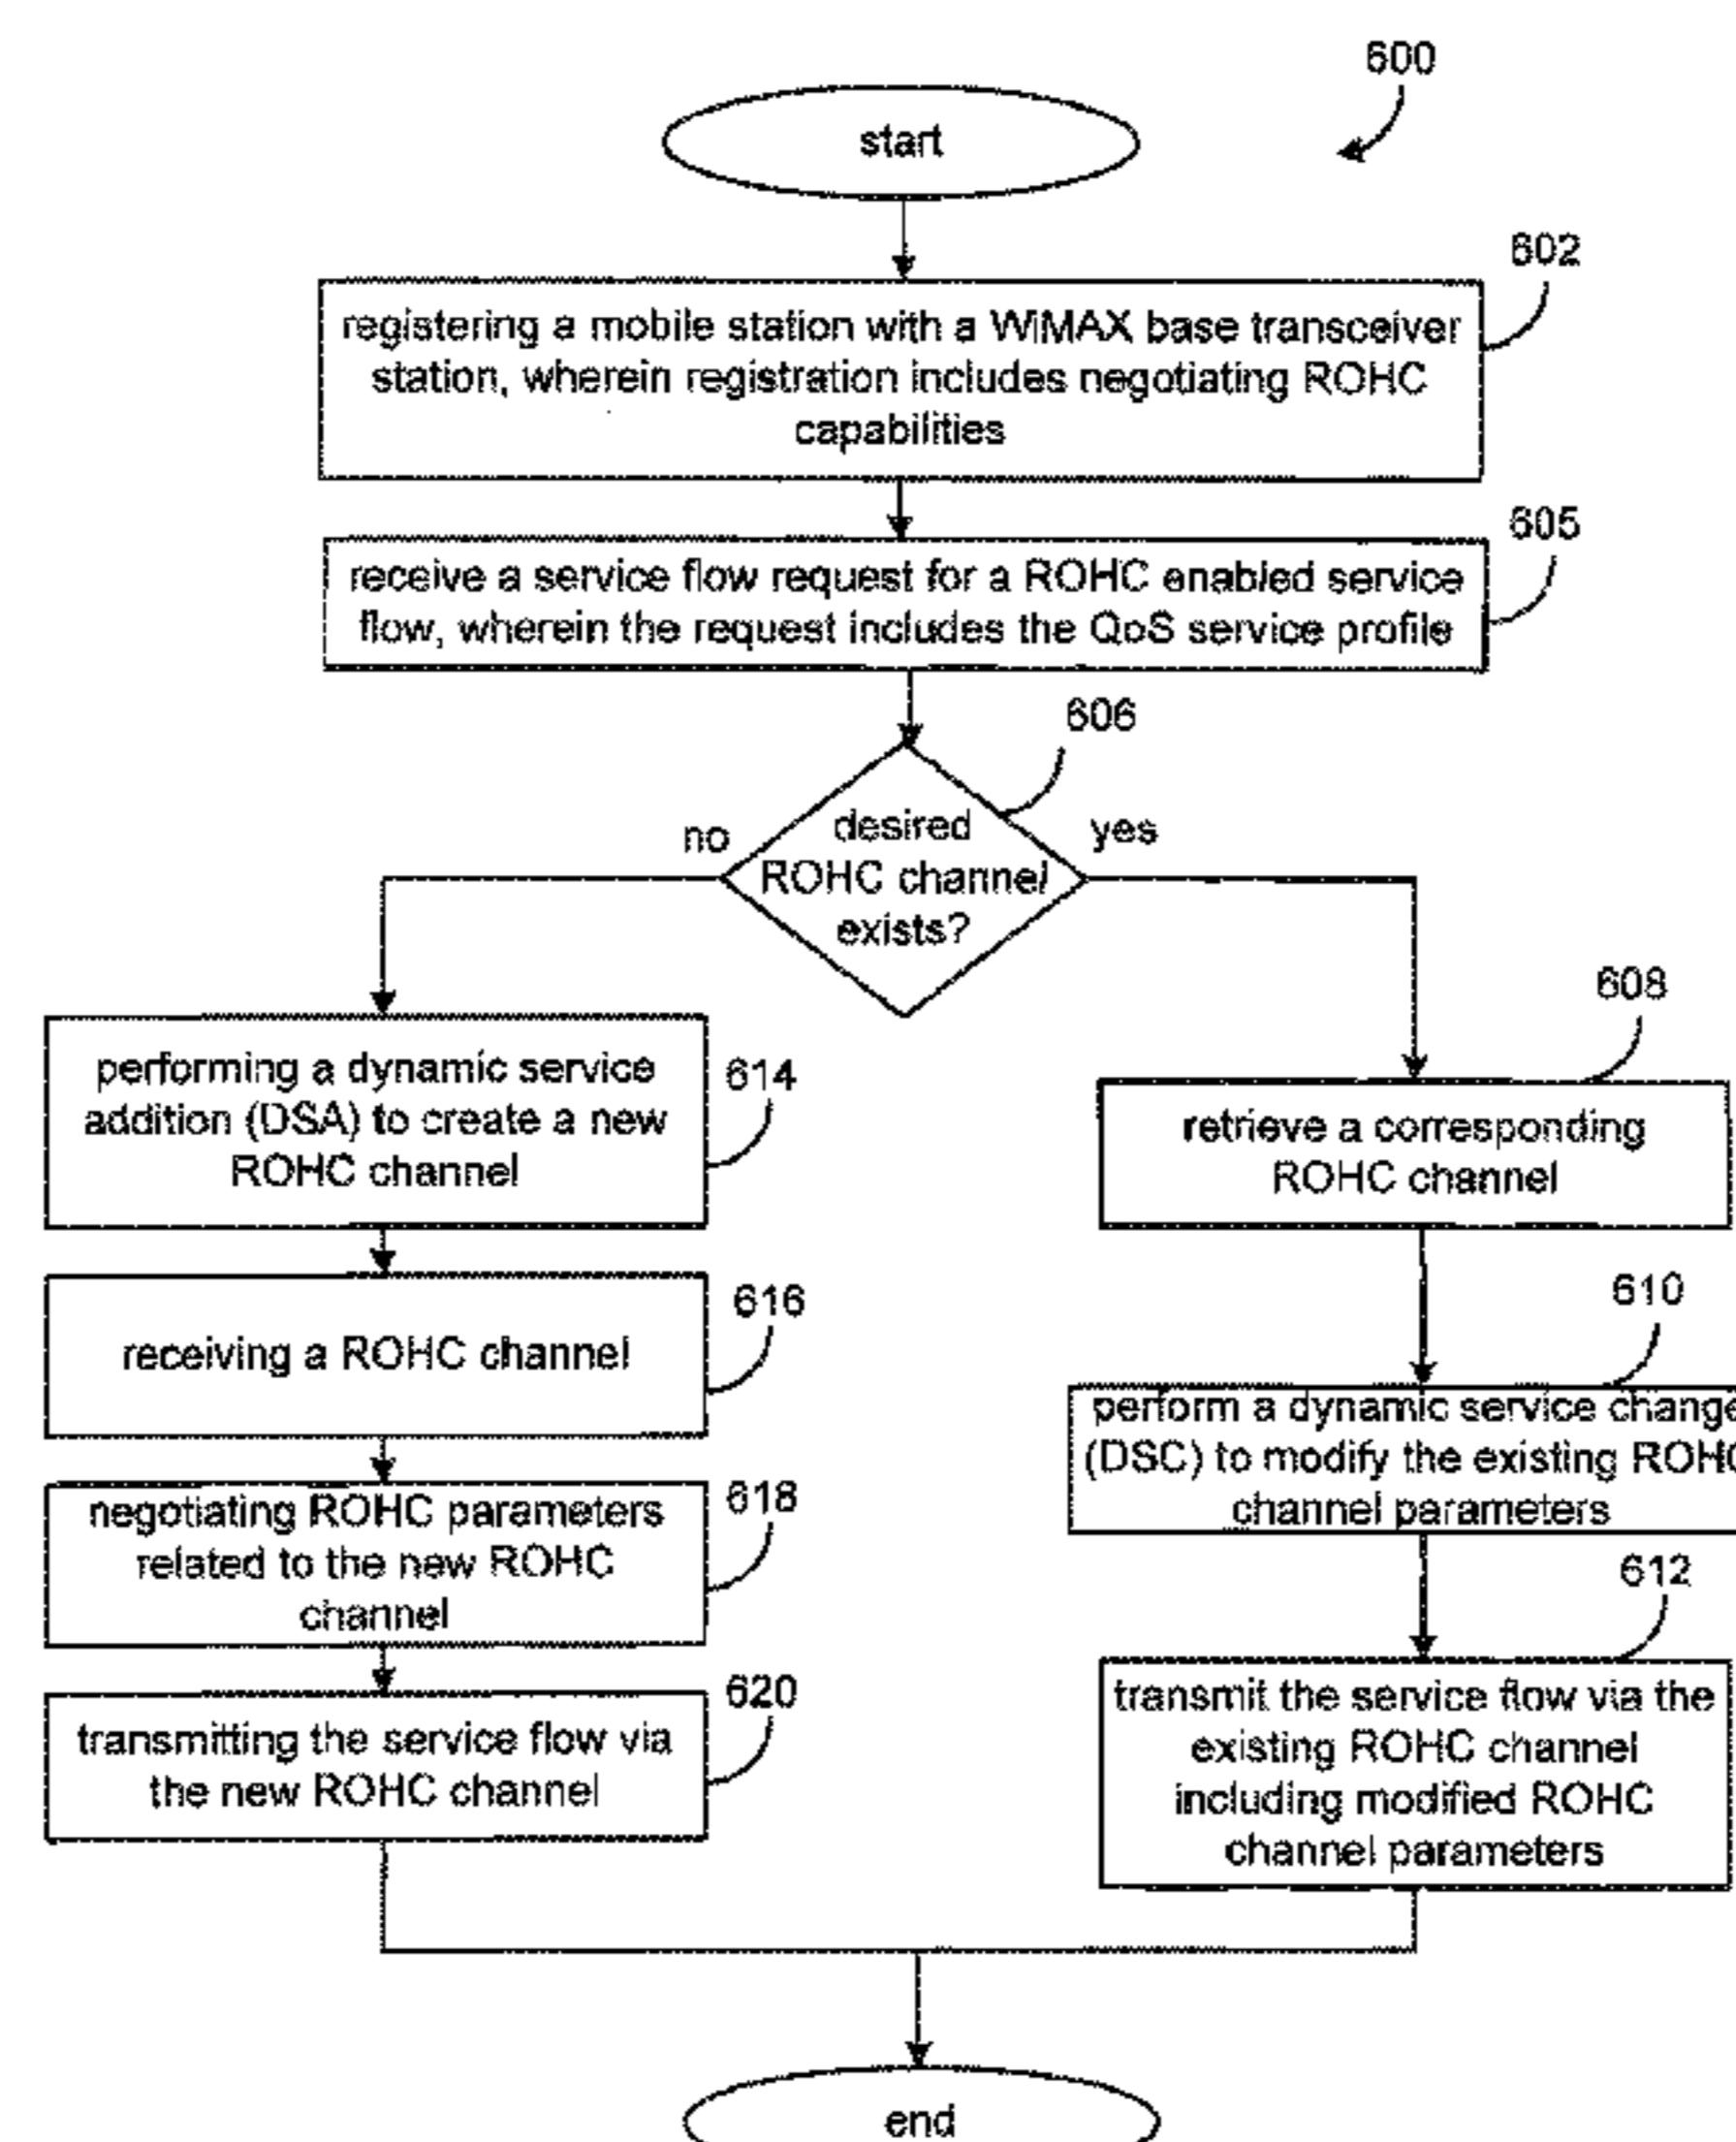 600
start
602
registering a mobile station with a WiMAX base transceiver
station, wherein registration includes negotiating ROHC
capabilities
605
receive a service flow request for a ROHC enabled service
flow, wherein the request includes the QoS service profile
606
no
desired
ROHC channel
exists?
yes
614
performing a dynamic service
addition (DSA) to create a new
ROHC channel
616
receiving a ROHC channel
618
negotiating ROHC parameters
related to the new ROHC
channel
620
transmitting the service flow via
the new ROHC channel
608
retrieve a corresponding
ROHC channel
610
perform a dynamic service change
(DSC) to modify the existing ROHC
channel parameters
612
transmit the service flow via the
existing ROHC channel
including modified ROHC
channel parameters
end